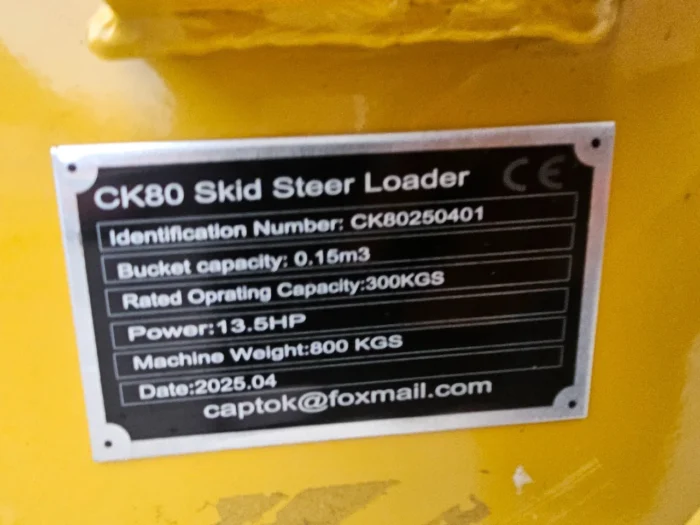 CK80 Skid Steer Loader CE
Identification Number: CK80250401
Bucket capacity: 0.15m3
Rated Oprating Capacity:300KGS
Power:13.5HP
Machine Weight:800 KGS
Date:2025.04
captok@foxmail.com